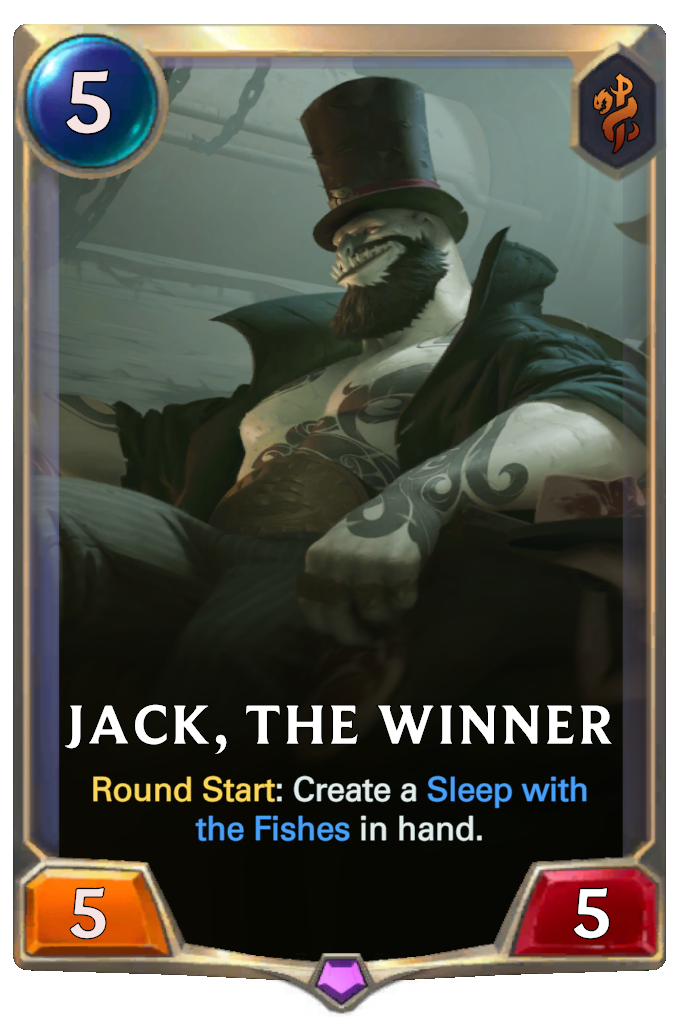 5
JACK, THE WINNER
Round Start: Create a Sleep with
the Fishes in hand.
5
5